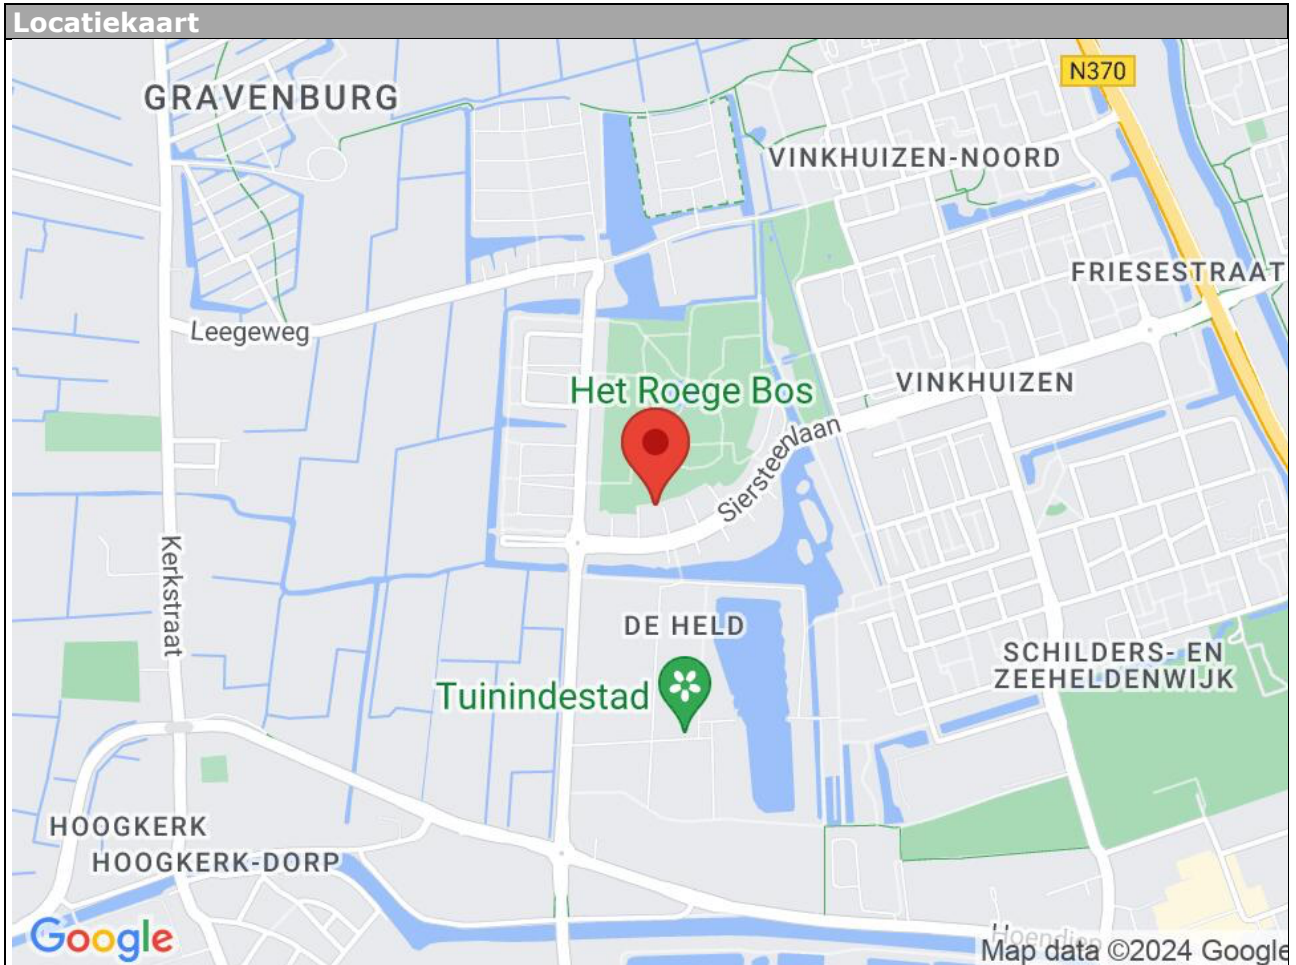 Locatiekaart
N370
GRAVENBURG
VINKHUIZEN-NOORD
FRIESESTRAAT
Leegeweg
VINKHUIZEN
Het Roege Bos
Siersteenlaan
Kerkstraat
DE HELD
SCHILDERS- EN
ZEEHELDENWIJK
Tuinindestad
HOOGKERK
HOOGKERK-DORP
Google
Hoendiep
Map data ©2024 Google